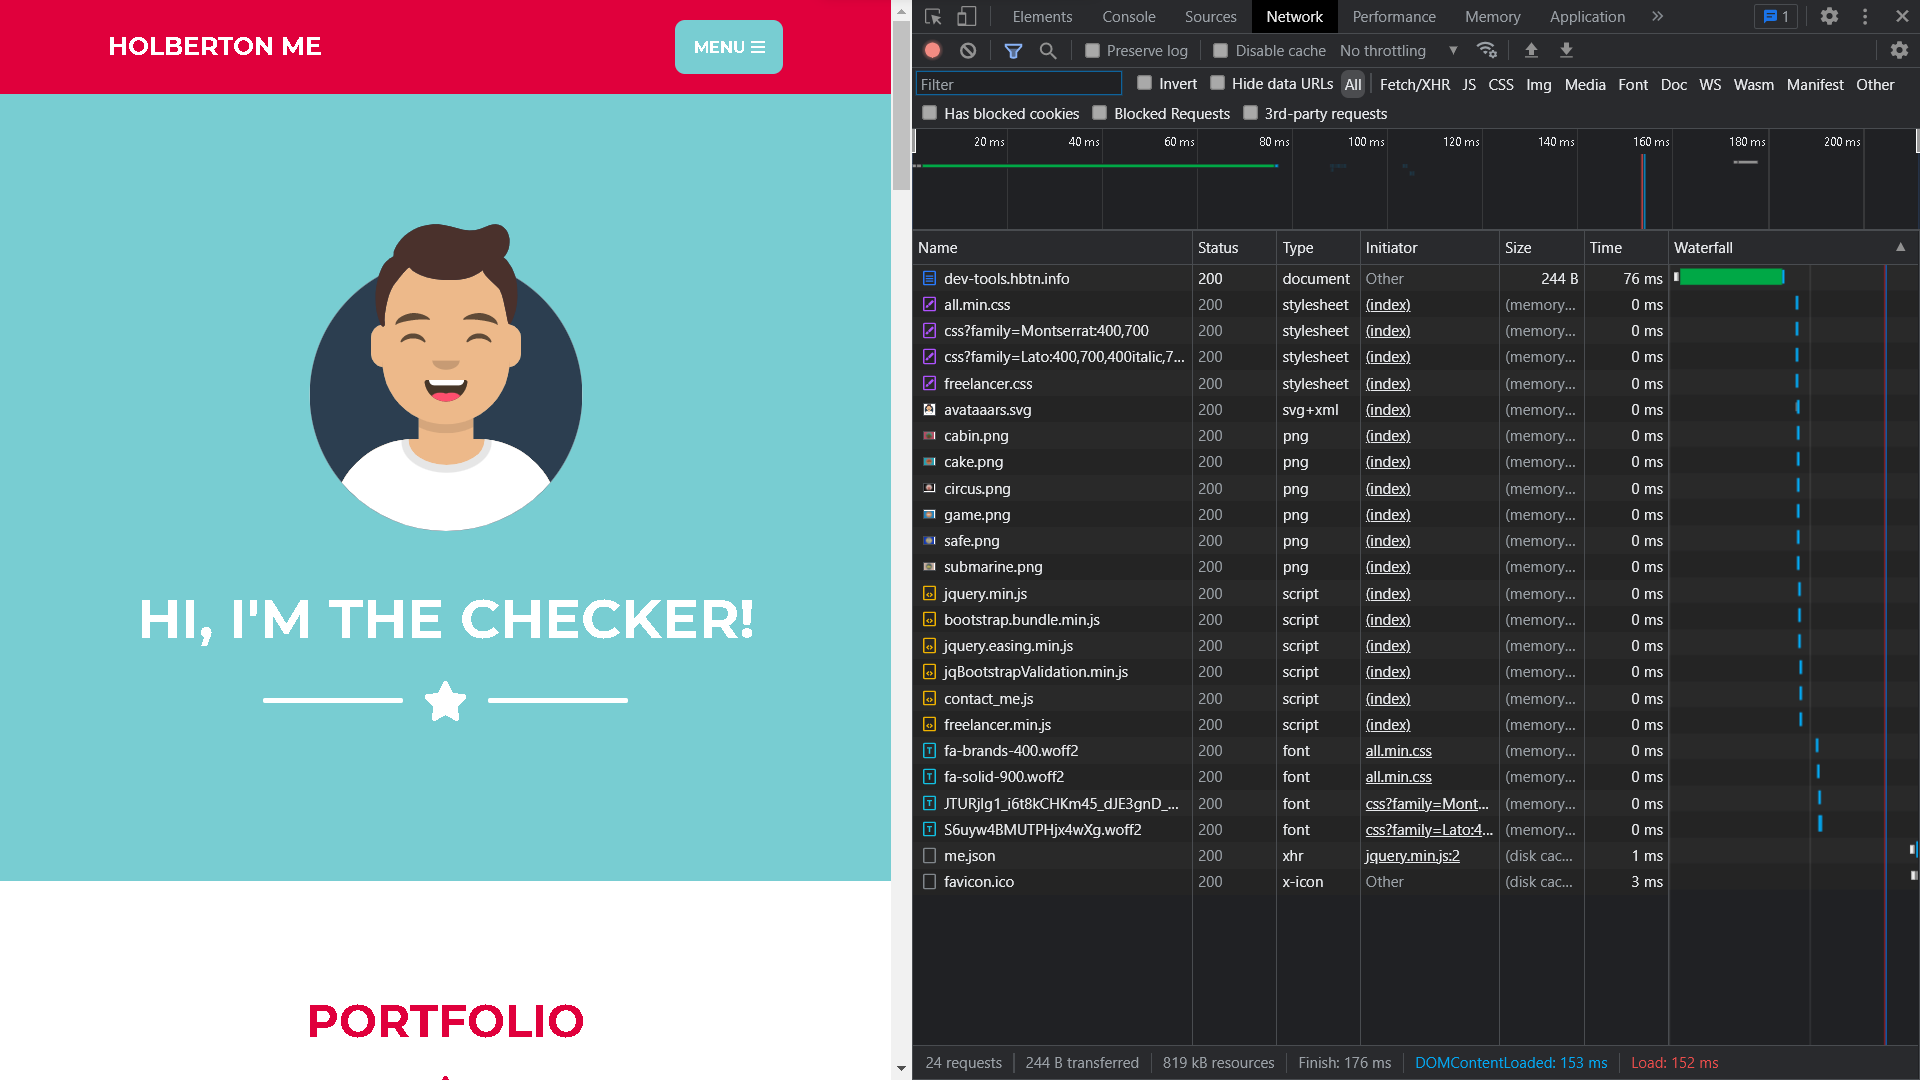 HOLBERTON ME
MENU
HI, I'M THE CHECKER!
PORTFOLIO
Elements Console Sources Network Performance Memory Application » 1
Preserve log Disable cache No throttling
Filter Invert Hide data URLs All Fetch/XHR JS CSS Img Media Font Doc WS Wasm Manifest Other
Has blocked cookies Blocked Requests 3rd-party requests
20 ms 40 ms 60 ms 80 ms 100 ms 120 ms 140 ms 160 ms 180 ms 200 ms
Name Status Type Initiator Size Time Waterfall
dev-tools.hbtn.info 200 document Other 244 B 76 ms
all.min.css 200 stylesheet (index) (memory... 0 ms
css?family=Montserrat:400,700 200 stylesheet (index) (memory... 0 ms
css?family=Lato:400,700,400italic,7... 200 stylesheet (index) (memory... 0 ms
freelancer.css 200 stylesheet (index) (memory... 0 ms
avataaars.svg 200 svg+xml (index) (memory... 0 ms
cabin.png 200 png (index) (memory... 0 ms
cake.png 200 png (index) (memory... 0 ms
circus.png 200 png (index) (memory... 0 ms
game.png 200 png (index) (memory... 0 ms
safe.png 200 png (index) (memory... 0 ms
submarine.png 200 png (index) (memory... 0 ms
jquery.min.js 200 script (index) (memory... 0 ms
bootstrap.bundle.min.js 200 script (index) (memory... 0 ms
jquery.easing.min.js 200 script (index) (memory... 0 ms
jqBootstrapValidation.min.js 200 script (index) (memory... 0 ms
contact_me.js 200 script (index) (memory... 0 ms
freelancer.min.js 200 script (index) (memory... 0 ms
fa-brands-400.woff2 200 font all.min.css (memory... 0 ms
fa-solid-900.woff2 200 font all.min.css (memory... 0 ms
JTURjIg1_i6t8kCHKm45_dJE3gnD_... 200 font css?family=Mont... (memory... 0 ms
S6uyw4BMUTPHjx4wXg.woff2 200 font css?family=Lato:4... (memory... 0 ms
me.json 200 xhr jquery.min.js:2 (disk cac... 1 ms
favicon.ico 200 x-icon Other (disk cac... 3 ms
24 requests 244 B transferred 819 kB resources Finish: 176 ms DOMContentLoaded: 153 ms Load: 152 ms